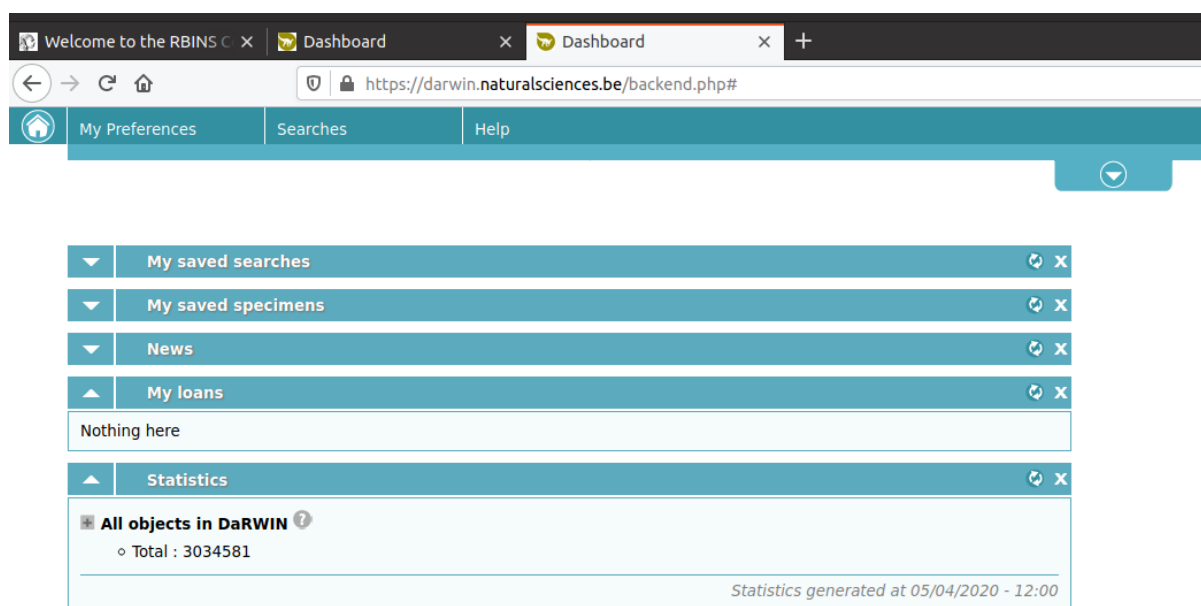 Welcome to the RBINS C
Dashboard
Dashboard
https://darwin.naturalsciences.be/backend.php#
My Preferences
Searches
Help
My saved searches
My saved specimens
News
My loans
Nothing here
Statistics
All objects in DaRWIN
Total : 3034581
Statistics generated at 05/04/2020 - 12:00